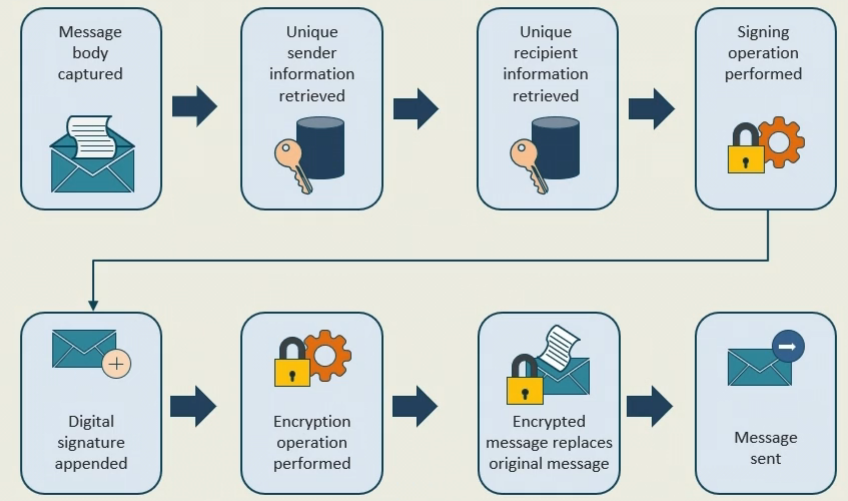 Message
body
captured
Unique
sender
information
retrieved
Unique
recipient
information
retrieved
Signing
operation
performed
Digital
signature
appended
Encryption
operation
performed
Encrypted
message replaces
original message
Message
sent